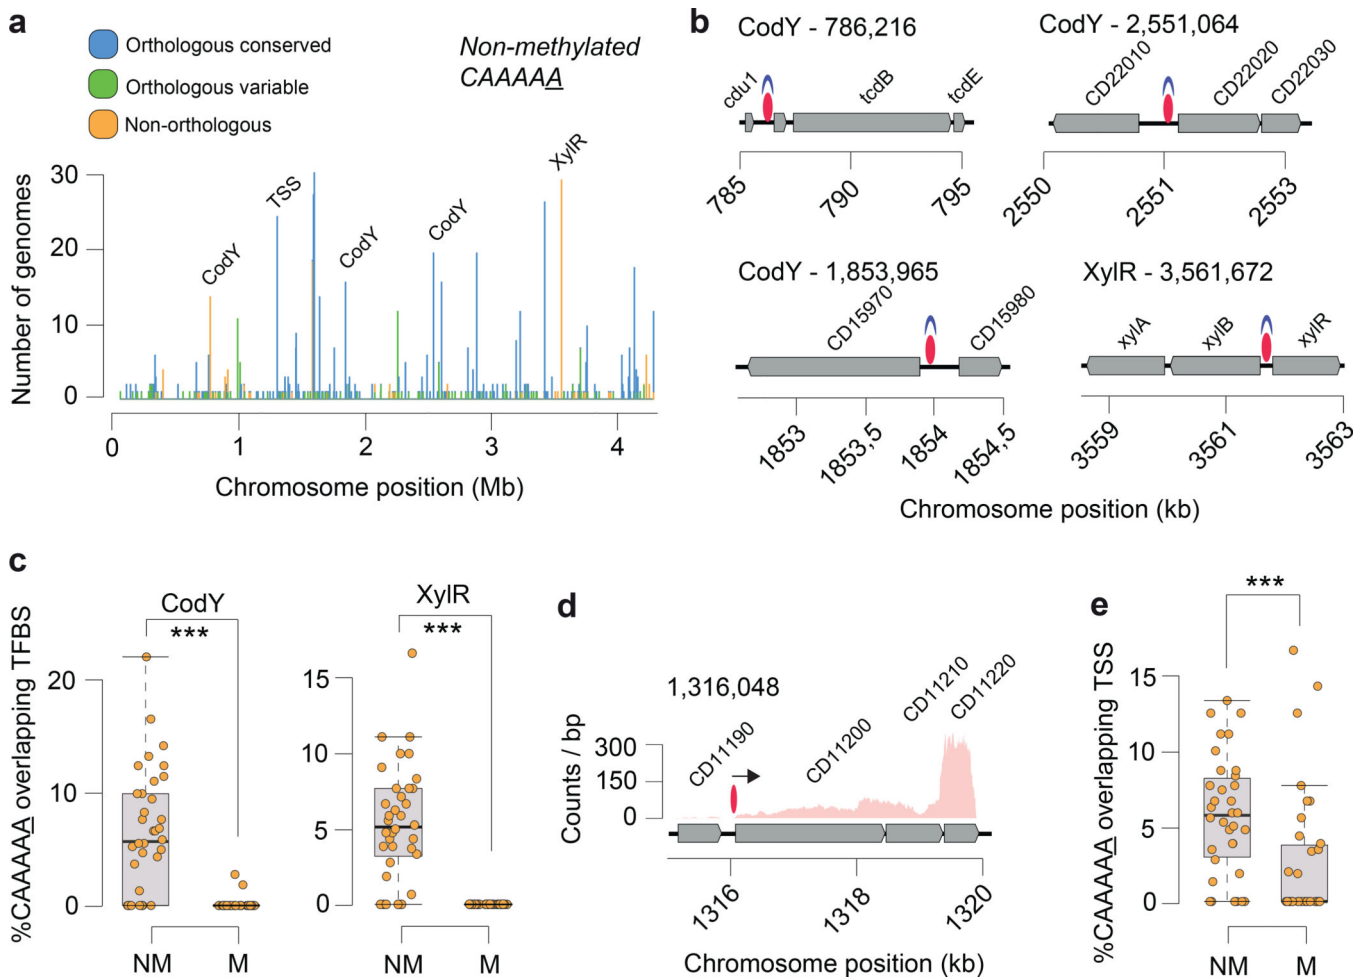 a
Orthologous conserved
Orthologous variable
Non-orthologous
Non-methylated
CAAAAA
Number of genomes
30
20
10
0
CodY
TSS
CodY
CodY
XylR
0
1
2
3
4
Chromosome position (Mb)
b
CodY - 786,216
cdu1
tcdB
tcdE
785
790
795
CodY - 2,551,064
CD22010
CD22020
CD22030
2550
2551
2553
CodY - 1,853,965
CD15970
CD15980
1853
1853,5
1854
1854,5
XylR - 3,561,672
xylA
xylB
xylR
3559
3561
3563
Chromosome position (kb)
c
%CAAAAA overlapping TFBS
CodY
***
20
10
0
NM
M
XylR
***
15
10
5
0
NM
M
d
1,316,048
Counts / bp
300
150
0
CD11190
CD11200
CD11210
CD11220
1316
1318
1320
Chromosome position (kb)
e
%CAAAAA overlapping TSS
***
15
10
5
0
NM
M